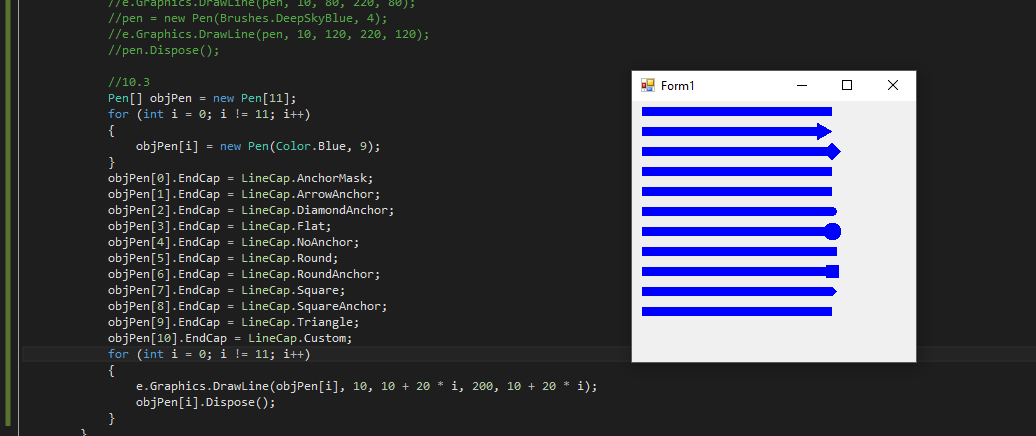 //e.Graphics.DrawLine(pen, 10, 80, 220, 80);
//pen = new Pen(Brushes.DeepSkyBlue, 4);
//e.Graphics.DrawLine(pen, 10, 120, 220, 120);
//pen.Dispose();
//10.3
Pen[] objPen = new Pen[11];
for (int i = 0; i != 11; i++)
{
objPen[i] = new Pen(Color.Blue, 9);
}
objPen[0].EndCap = LineCap.AnchorMask;
objPen[1].EndCap = LineCap.ArrowAnchor;
objPen[2].EndCap = LineCap.DiamondAnchor;
objPen[3].EndCap = LineCap.Flat;
objPen[4].EndCap = LineCap.NoAnchor;
objPen[5].EndCap = LineCap.Round;
objPen[6].EndCap = LineCap.RoundAnchor;
objPen[7].EndCap = LineCap.Square;
objPen[8].EndCap = LineCap.SquareAnchor;
objPen[9].EndCap = LineCap.Triangle;
objPen[10].EndCap = LineCap.Custom;
for (int i = 0; i != 11; i++)
{
e.Graphics.DrawLine(objPen[i], 10, 10 + 20 * i, 200, 10 + 20 * i);
objPen[i].Dispose();
}
}
Form1